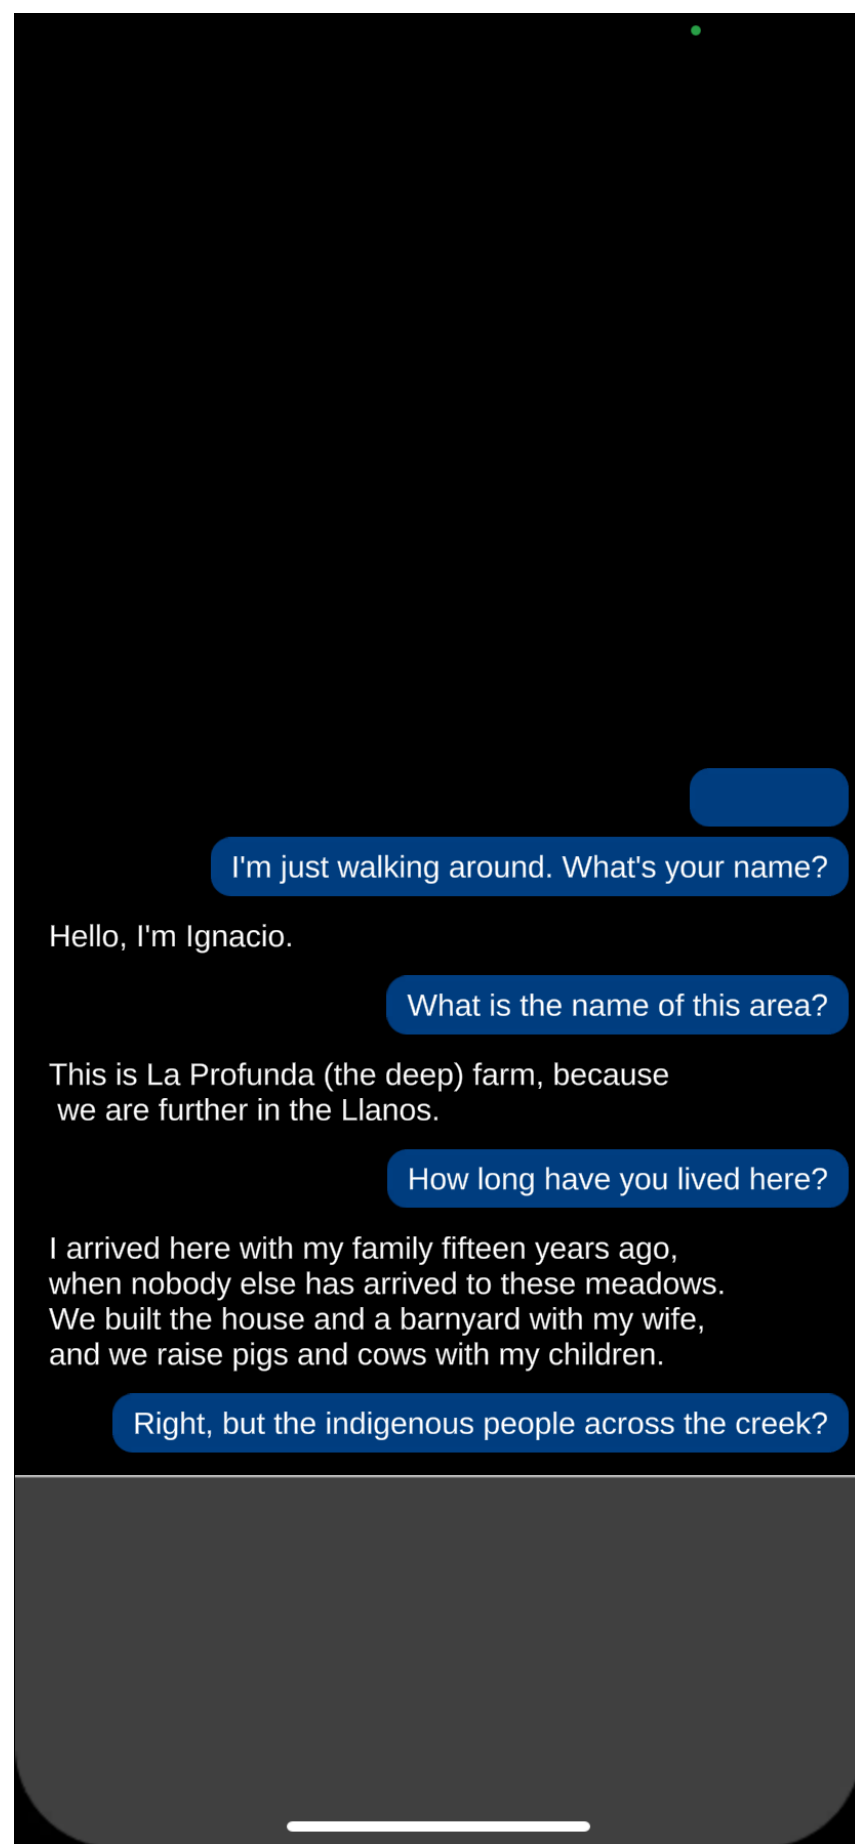 I'm just walking around. What's your name?
Hello, I'm Ignacio.
What is the name of this area?
This is La Profunda (the deep) farm, because
we are further in the Llanos.
How long have you lived here?
I arrived here with my family fifteen years ago,
when nobody else has arrived to these meadows.
We built the house and a barnyard with my wife,
and we raise pigs and cows with my children.
Right, but the indigenous people across the creek?